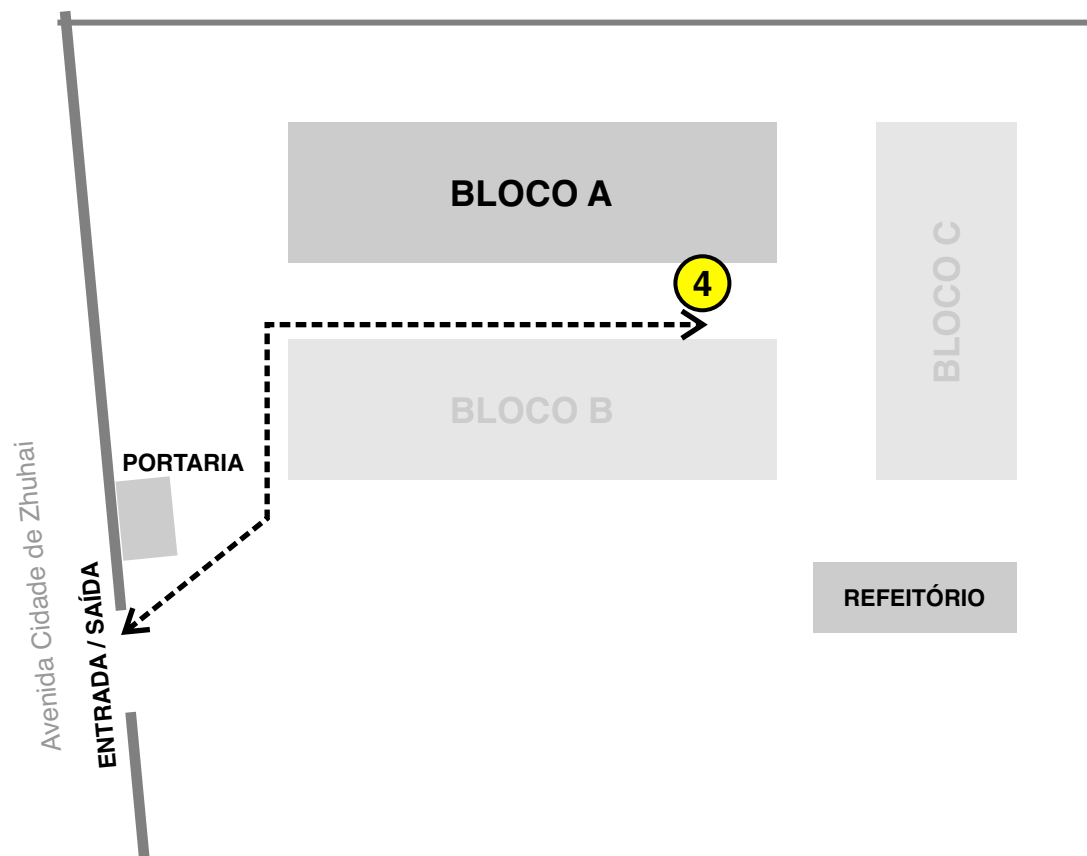 BLOCO A
BLOCO C
4
BLOCO B
PORTARIA
Avenida Cidade de Zhuhai
ENTRADA / SAÍDA
REFEITÓRIO